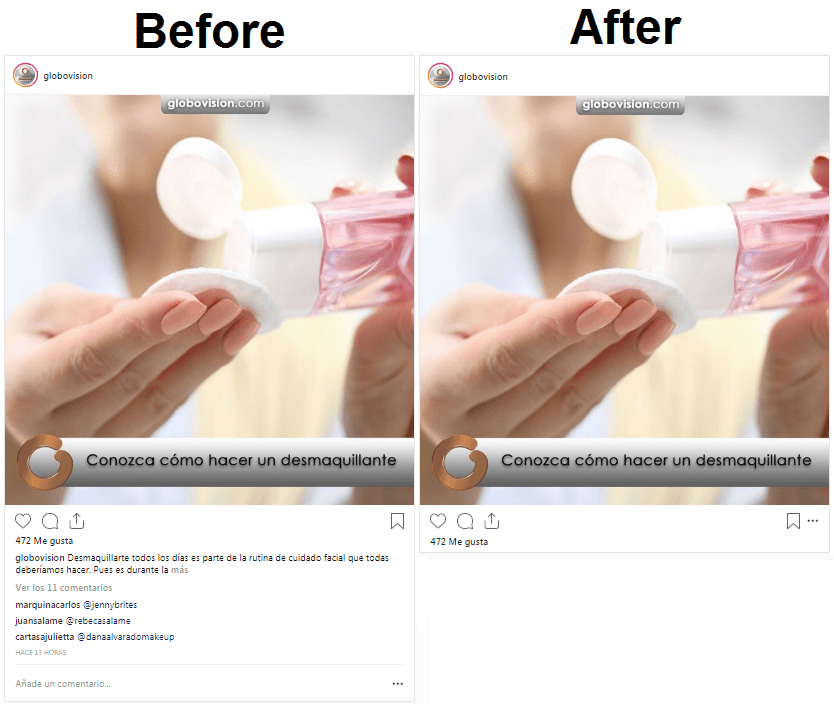 Before
After
globovision
globovision.com
Conozca cómo hacer un desmaquillante
472 Me gusta
globovision Desmaquillarte todos los días es parte de la rutina de cuidado facial que todas
deberíamos hacer. Pues es durante la más
Ver los 11 comentarios
marquinacarlos @jennybrites
juansalame @rebecasalame
cartasajulietta @danaalvaradomakeup
HACE 13 HORAS
Añade un comentario...
globovision
globovision.com
Conozca cómo hacer un desmaquillante
472 Me gusta